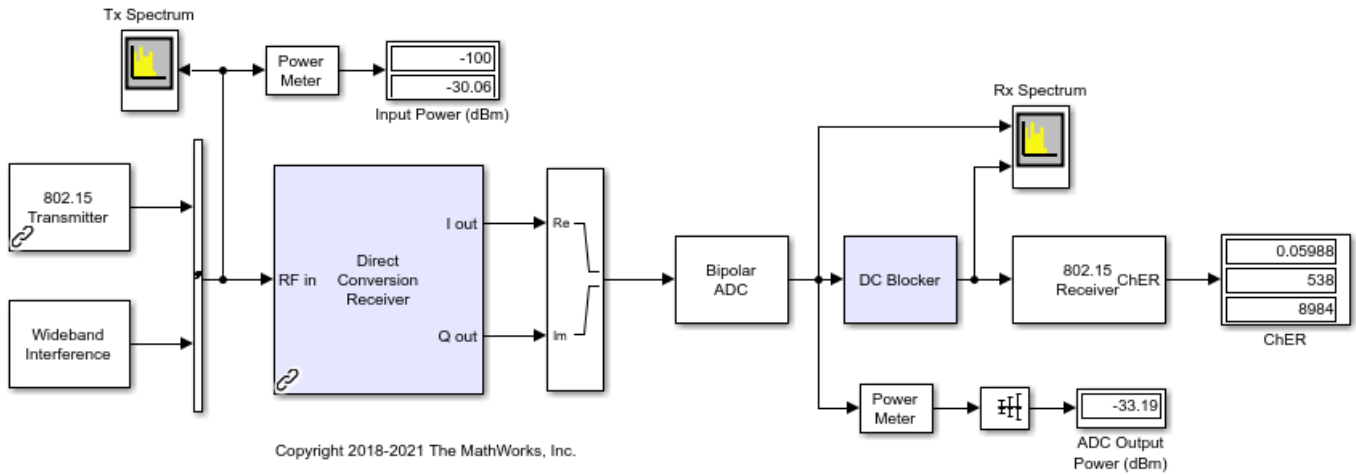 Tx Spectrum
Power
Meter
-100
-30.06
Input Power (dBm)
Rx Spectrum
802.15
Transmitter
Wideband
Interference
RF in
Direct
Conversion
Receiver
I out
Q out
Re
Im
Bipolar
ADC
DC Blocker
802.15
Receiver
ChER
0.05988
538
8984
ChER
Power
Meter
-33.19
ADC Output
Power (dBm)
Copyright 2018-2021 The MathWorks, Inc.